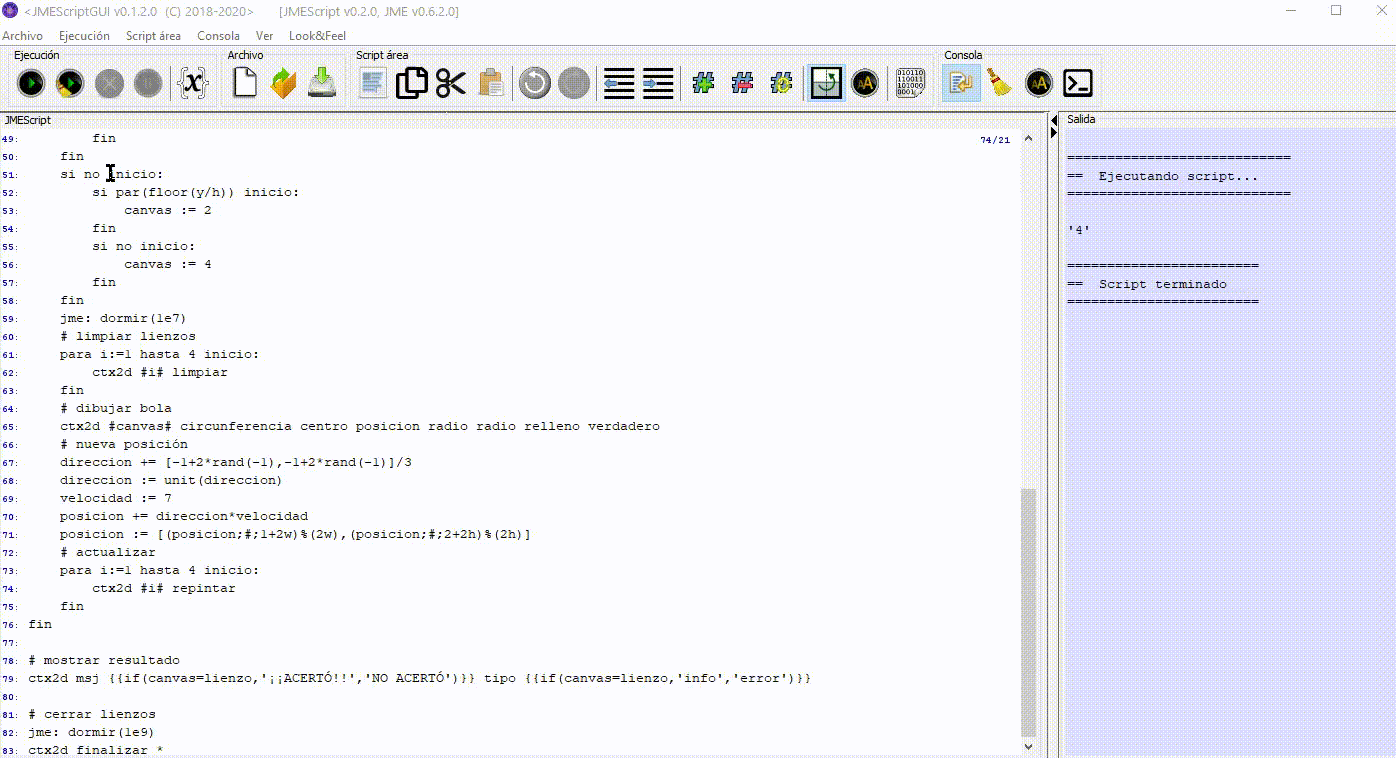 <JMEScriptGUI v0.1.2.0 (C) 2018-2020> [JMEScript v0.2.0, JME v0.6.2.0]
Archivo Ejecución Script área Consola Ver Look&Feel
Ejecución Archivo Script área Consola
{x} AA 010110 110011 101000 0001 AA
JMEScript
74/21
49: fin
50: fin
51: si no inicio:
52: si par(floor(y/h)) inicio:
53: canvas := 2
54: fin
55: si no inicio:
56: canvas := 4
57: fin
58: fin
59: jme: dormir(1e7)
60: # limpiar lienzos
61: para i:=1 hasta 4 inicio:
62: ctx2d #i# limpiar
63: fin
64: # dibujar bola
65: ctx2d #canvas# circunferencia centro posicion radio radio relleno verdadero
66: # nueva posición
67: direccion += [-1+2*rand(-1),-1+2*rand(-1)]/3
68: direccion := unit(direccion)
69: velocidad := 7
70: posicion += direccion*velocidad
71: posicion := [(posicion;#;1+2w)%(2w),(posicion;#;2+2h)%(2h)]
72: # actualizar
73: para i:=1 hasta 4 inicio:
74: ctx2d #i# repintar
75: fin
76: fin
77:
78: # mostrar resultado
79: ctx2d msj {{if(canvas=lienzo,'¡¡ACERTÓ!!','NO ACERTÓ')}} tipo {{if(canvas=lienzo,'info','error')}}
80:
81: # cerrar lienzos
82: jme: dormir(1e9)
83: ctx2d finalizar *
Salida
============================
== Ejecutando script...
============================
'4'
========================
== Script terminado
========================